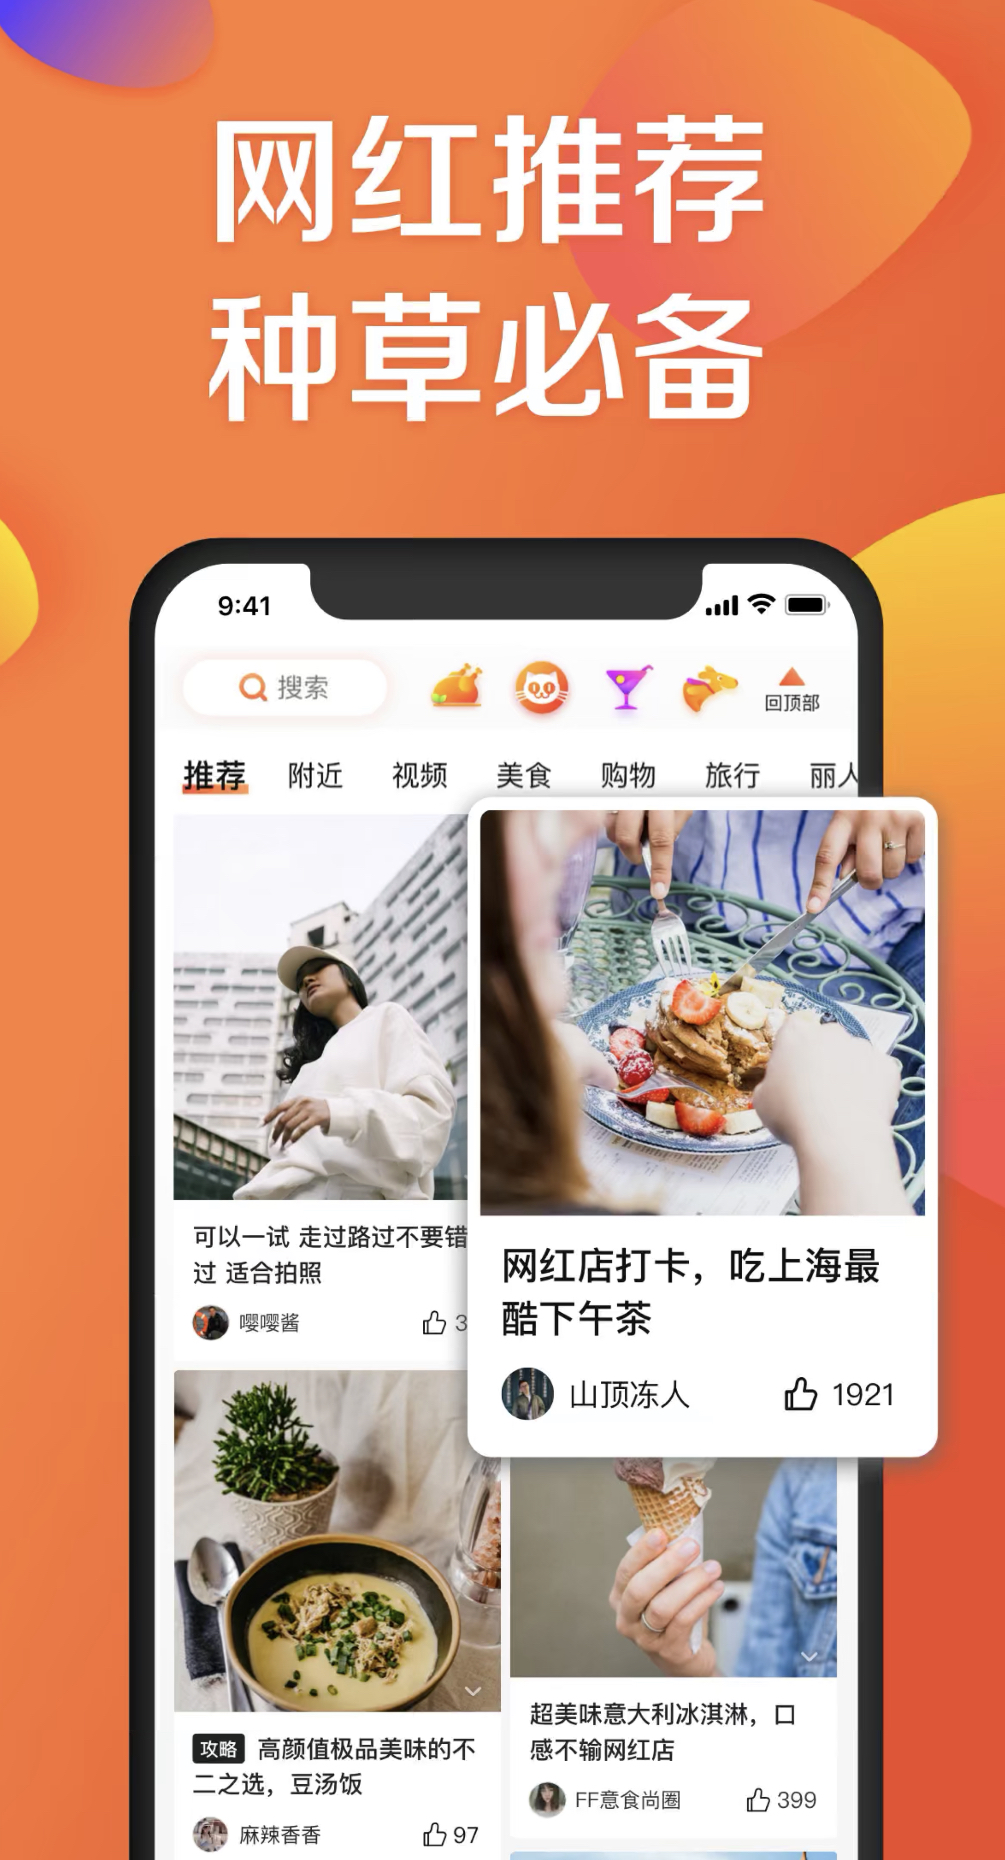 网红推荐
种草必备
9:41
搜索
回顶部
推荐 附近 视频 美食 购物 旅行 丽人
可以一试 走过路过不要错
过 适合拍照
嘤嘤酱 3
网红店打卡，吃上海最
酷下午茶
山顶冻人 1921
攻略 高颜值极品美味的不
二之选，豆汤饭
麻辣香香 97
超美味意大利冰淇淋，口
感不输网红店
FF意食尚圈 399